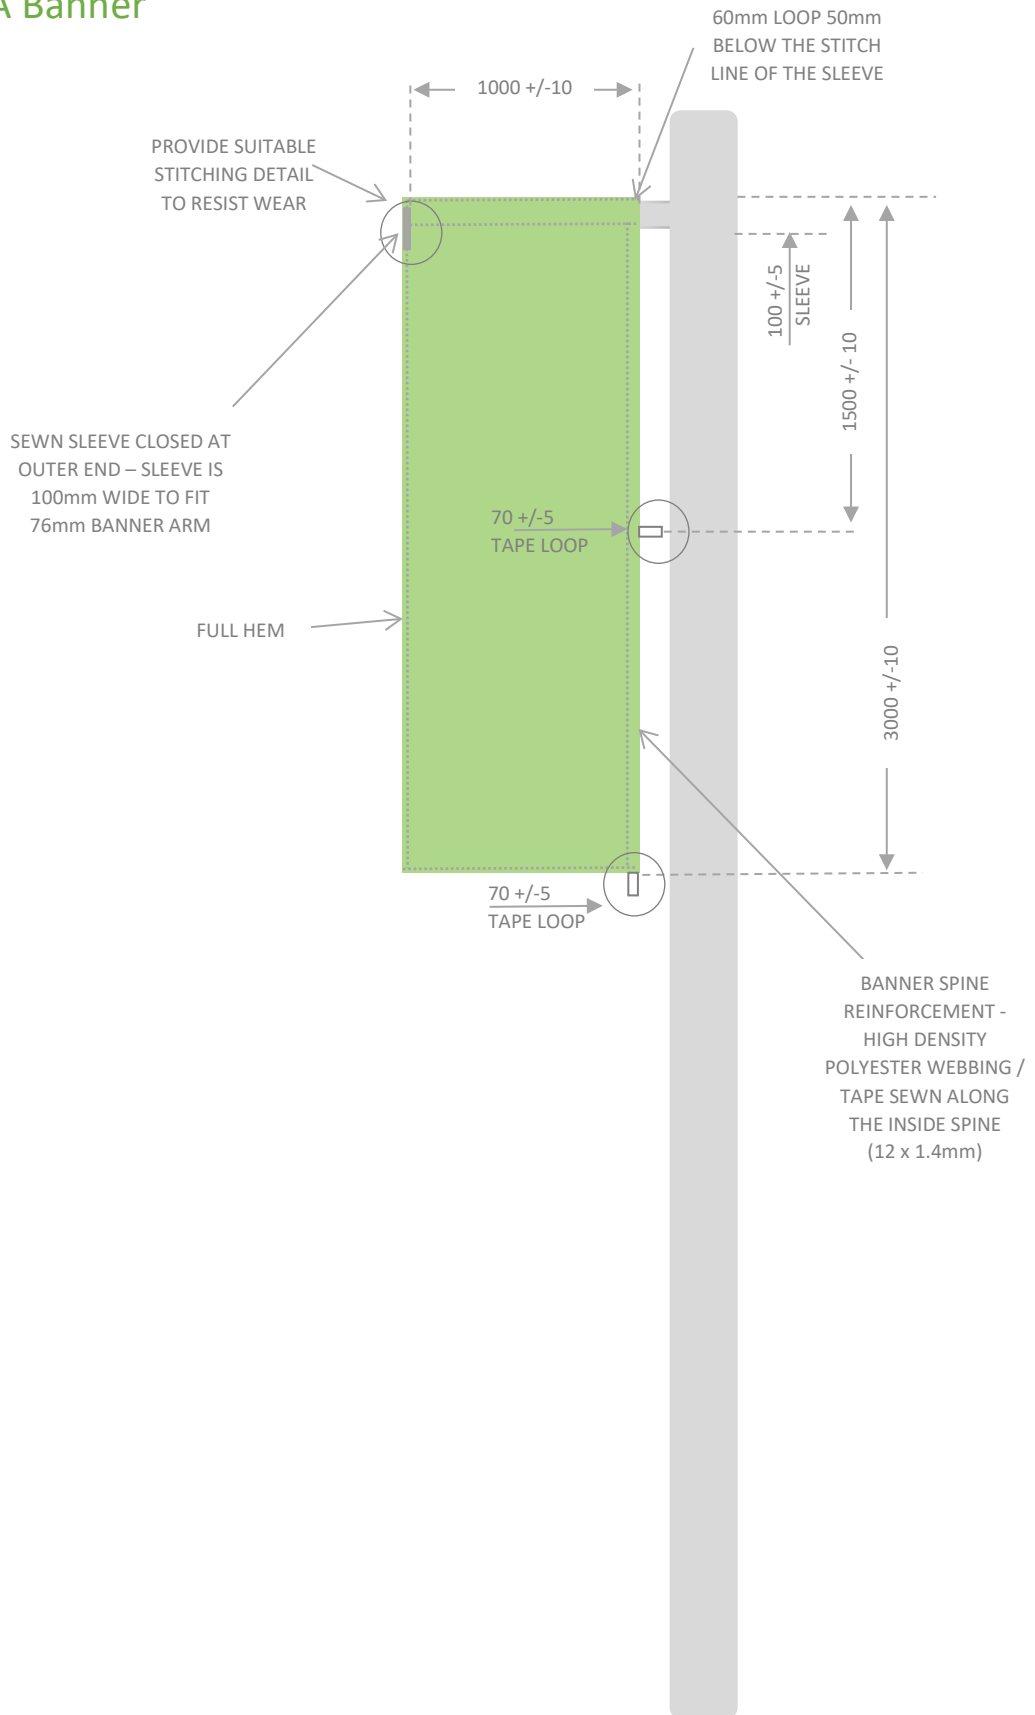 A Banner
60mm LOOP 50mm
BELOW THE STITCH
LINE OF THE SLEEVE
1000 +/-10
PROVIDE SUITABLE
STITCHING DETAIL
TO RESIST WEAR
100 +/-5
SLEEVE
1500 +/- 10
SEWN SLEEVE CLOSED AT
OUTER END – SLEEVE IS
100mm WIDE TO FIT
76mm BANNER ARM
70 +/-5
TAPE LOOP
FULL HEM
3000 +/-10
70 +/-5
TAPE LOOP
BANNER SPINE
REINFORCEMENT -
HIGH DENSITY
POLYESTER WEBBING /
TAPE SEWN ALONG
THE INSIDE SPINE
(12 x 1.4mm)